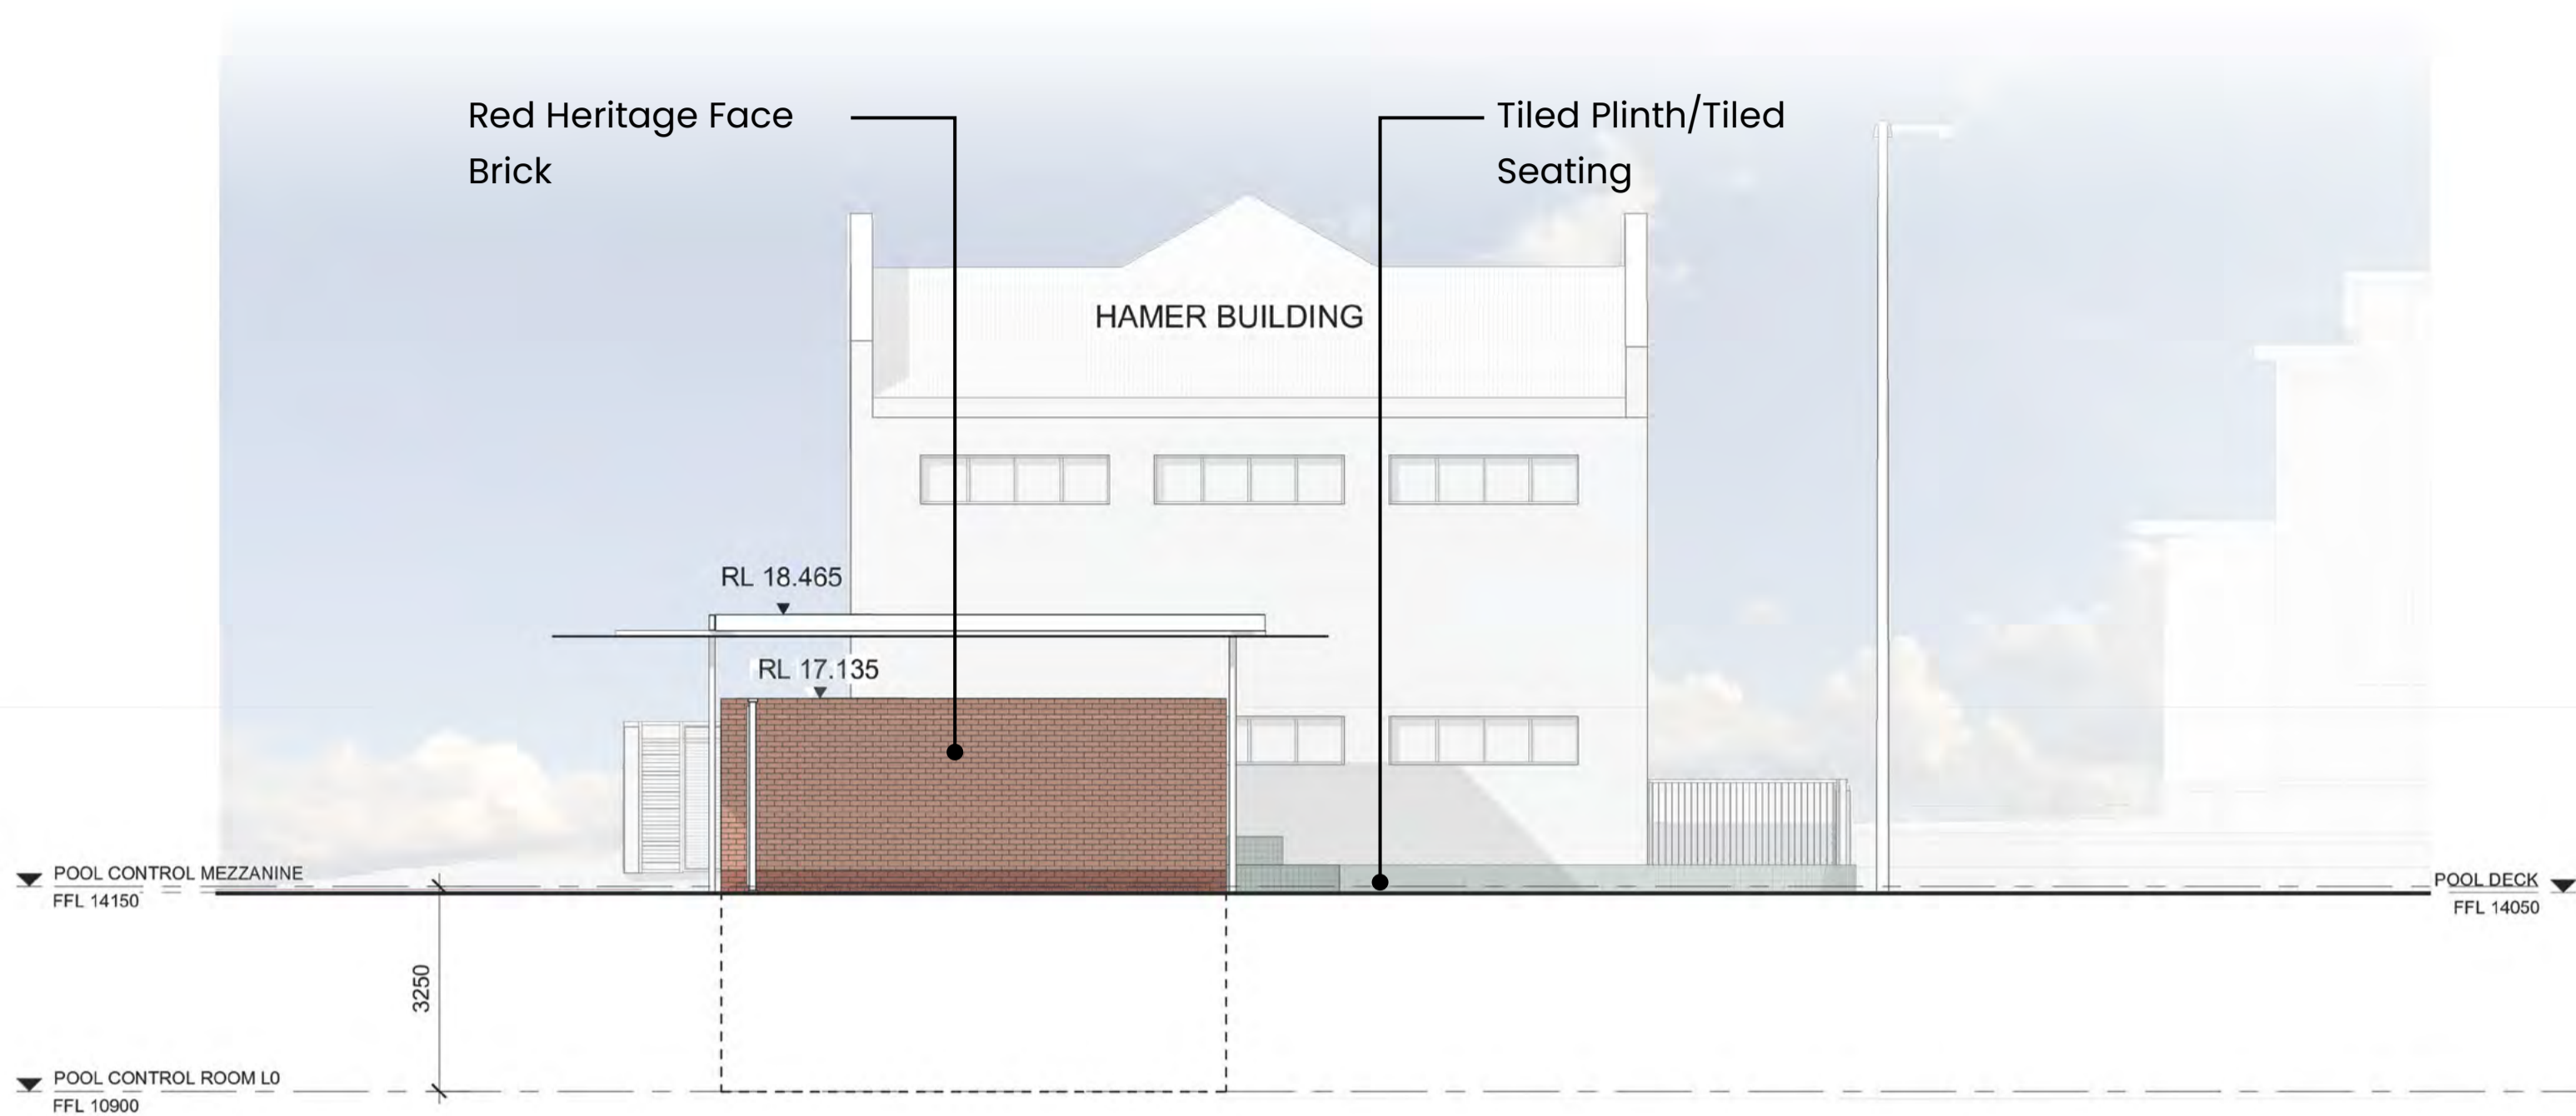 Red Heritage Face
Brick
Tiled Plinth/Tiled
Seating
HAMER BUILDING
RL 18.465
RL 17.135
POOL CONTROL MEZZANINE
FFL 14150
POOL DECK
FFL 14050
3250
POOL CONTROL ROOM L0
FFL 10900